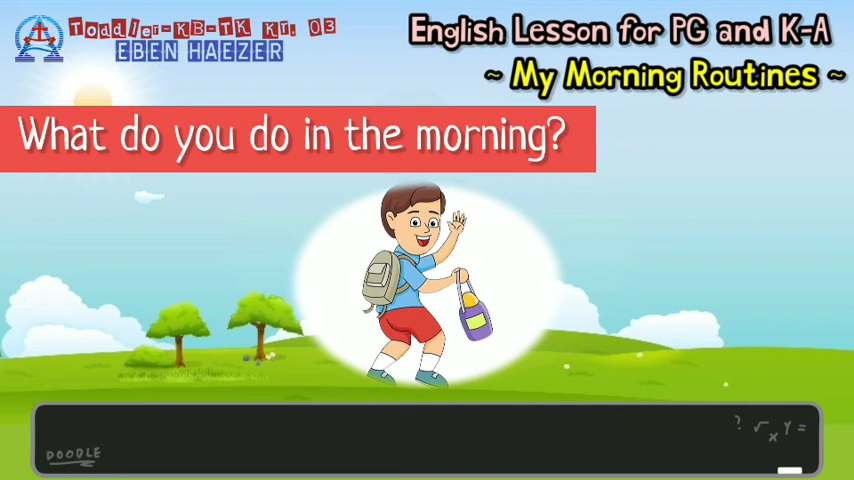 Toddler-KB-TK Kr. 03
EBEN HAEZER
English Lesson for PG and K-A
~ My Morning Routines ~
What do you do in the morning?
? √x y =
DOODLE